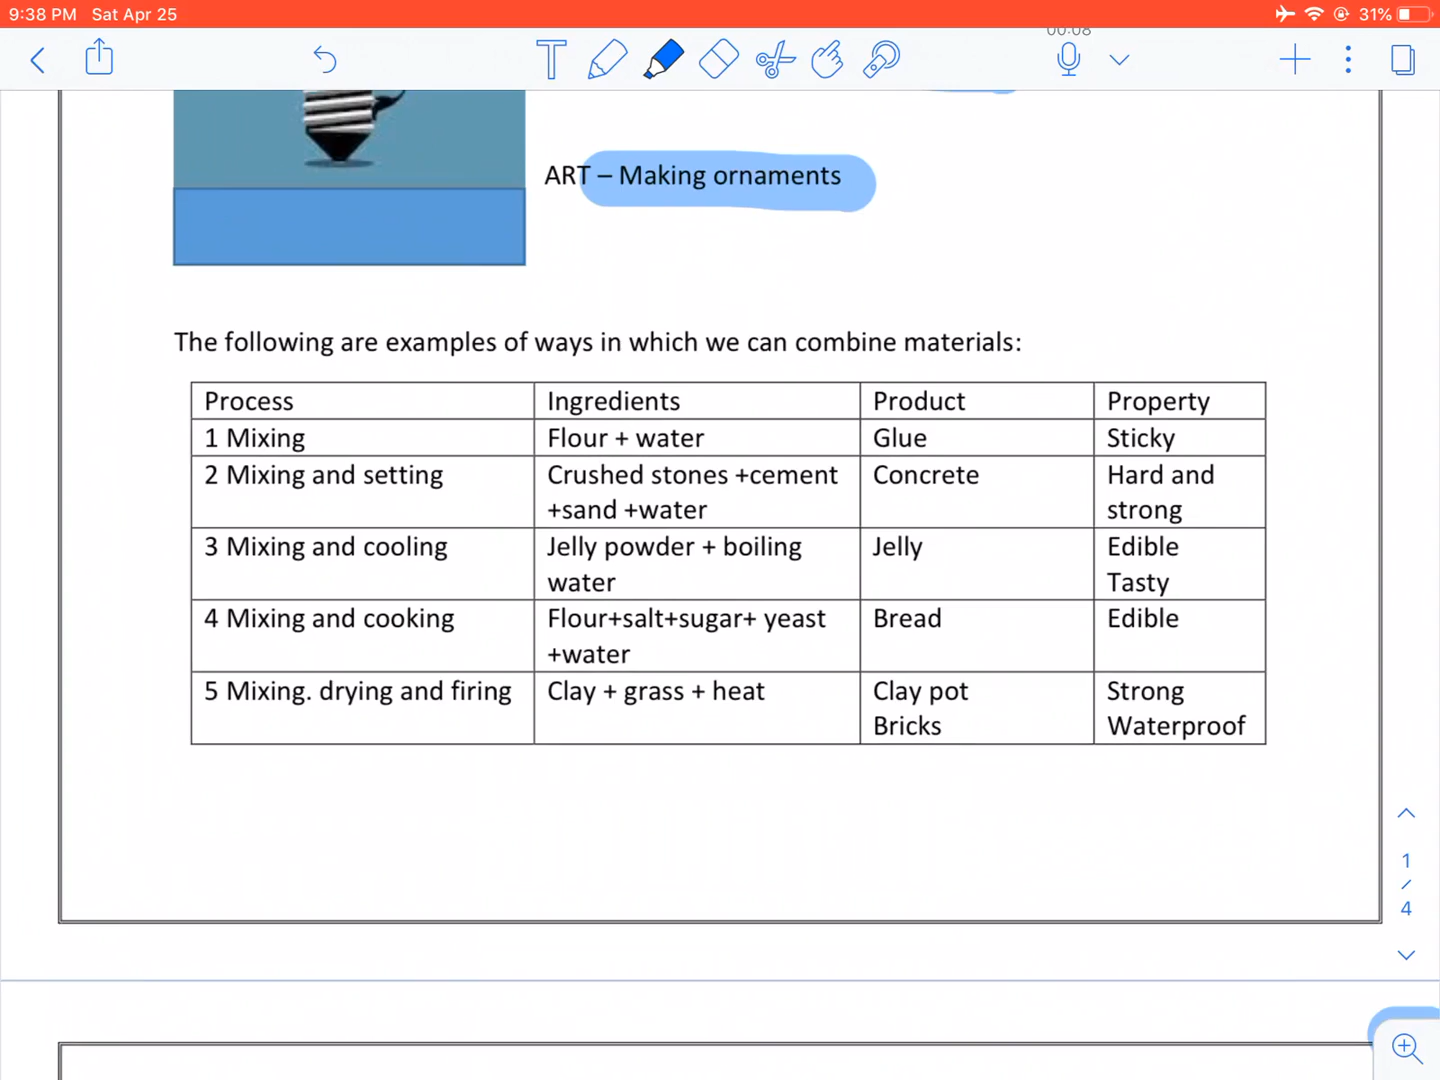 9:38 PM Sat Apr 25
31%
00:08
T
ART – Making ornaments
The following are examples of ways in which we can combine materials:
Process Ingredients Product Property
1 Mixing Flour + water Glue Sticky
2 Mixing and setting Crushed stones +cement Concrete Hard and
+sand +water strong
3 Mixing and cooling Jelly powder + boiling Jelly Edible
water Tasty
4 Mixing and cooking Flour+salt+sugar+ yeast Bread Edible
+water
5 Mixing. drying and firing Clay + grass + heat Clay pot Strong
Bricks Waterproof
1
/
4